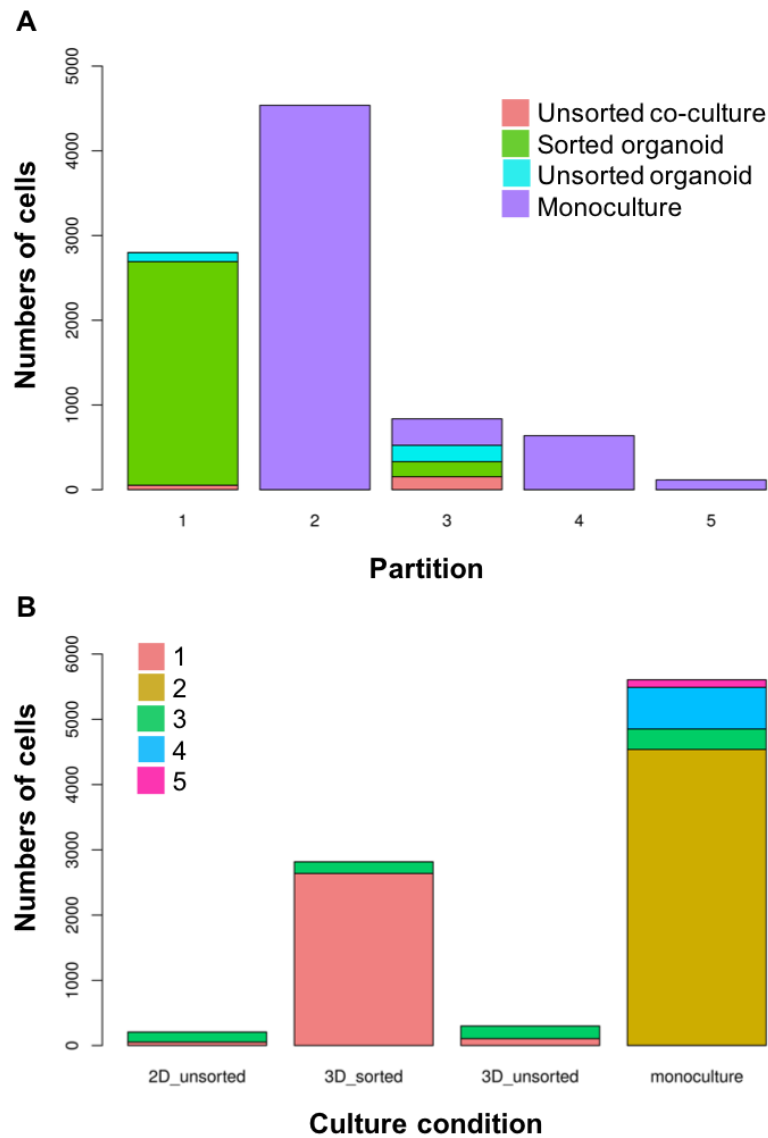 A
5000
4000
3000
2000
1000
0
Numbers of cells
Unsorted co-culture
Sorted organoid
Unsorted organoid
Monoculture
1 2 3 4 5
Partition
B
6000
5000
4000
3000
2000
1000
0
Numbers of cells
1
2
3
4
5
2D_unsorted 3D_sorted 3D_unsorted monoculture
Culture condition